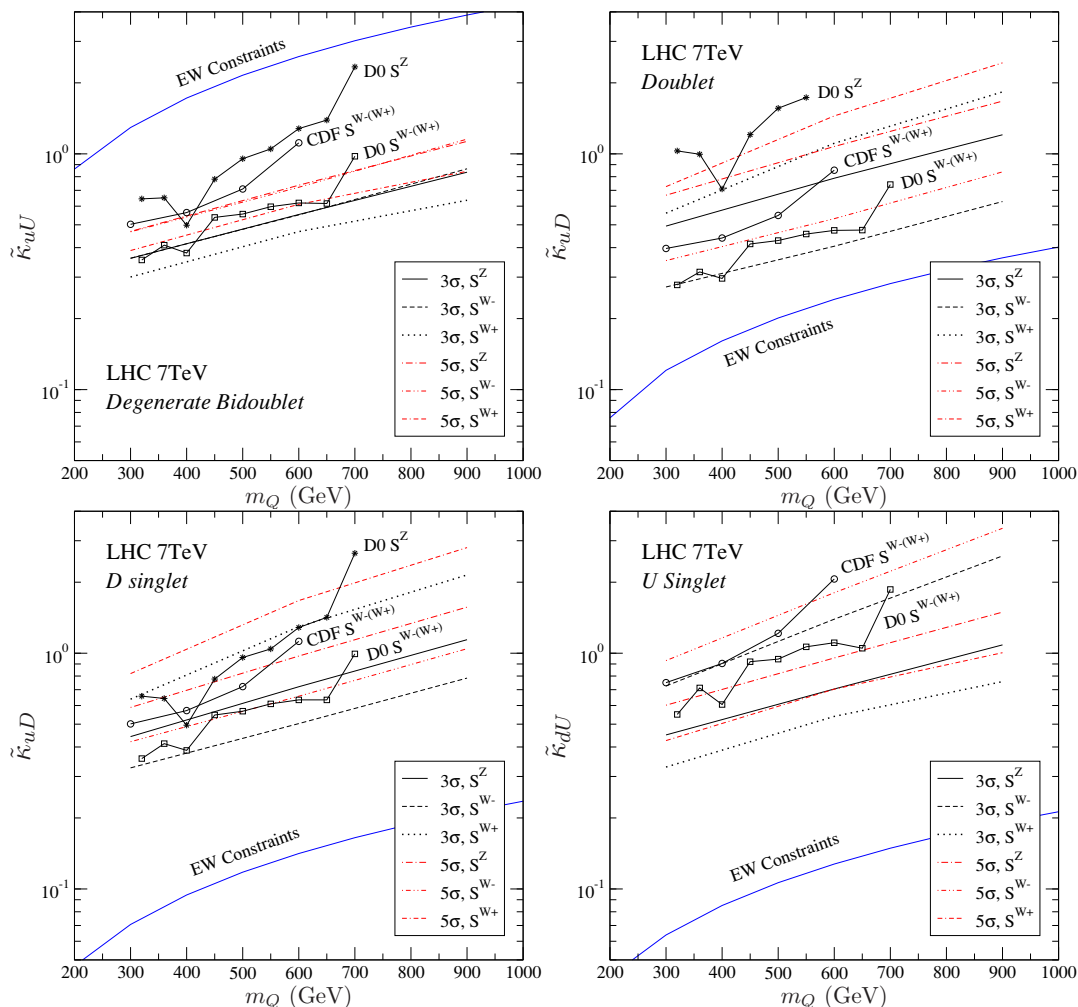 10^0
10^-1
κ̃_uU
EW Constraints
D0 S^Z
CDF S^W-(W+)
D0 S^W-(W+)
LHC 7TeV
Degenerate Bidoublet
3σ, S^Z
3σ, S^W-
3σ, S^W+
5σ, S^Z
5σ, S^W-
5σ, S^W+
200 300 400 500 600 700 800 900 1000
m_Q (GeV)
10^0
10^-1
κ̃_uD
LHC 7TeV
Doublet
D0 S^Z
CDF S^W-(W+)
D0 S^W-(W+)
EW Constraints
3σ, S^Z
3σ, S^W-
3σ, S^W+
5σ, S^Z
5σ, S^W-
5σ, S^W+
200 300 400 500 600 700 800 900 1000
m_Q (GeV)
10^0
10^-1
κ̃_uD
LHC 7TeV
D singlet
D0 S^Z
CDF S^W-(W+)
D0 S^W-(W+)
EW Constraints
3σ, S^Z
3σ, S^W-
3σ, S^W+
5σ, S^Z
5σ, S^W-
5σ, S^W+
200 300 400 500 600 700 800 900 1000
m_Q (GeV)
10^0
10^-1
κ̃_dU
LHC 7TeV
U Singlet
CDF S^W-(W+)
D0 S^W-(W+)
EW Constraints
3σ, S^Z
3σ, S^W-
3σ, S^W+
5σ, S^Z
5σ, S^W-
5σ, S^W+
200 300 400 500 600 700 800 900 1000
m_Q (GeV)